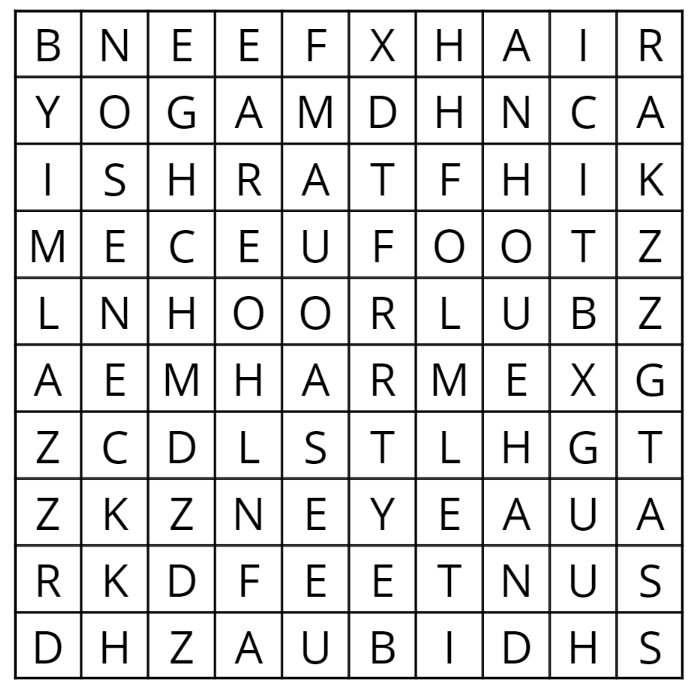 B N E E F X H A I R
Y O G A M D H N C A
I S H R A T F H I K
M E C E U F O O T Z
L N H O O R L U B Z
A E M H A R M E X G
Z C D L S T L H G T
Z K Z N E Y E A U A
R K D F E E T N U S
D H Z A U B I D H S